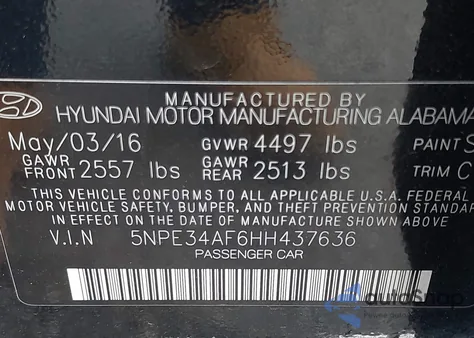 MANUFACTURED BY
HYUNDAI MOTOR MANUFACTURING ALABAMA
May/03/16 GVWR 4497 lbs PAINT S
GAWR FRONT 2557 lbs GAWR REAR 2513 lbs TRIM C
THIS VEHICLE CONFORMS TO ALL APPLICABLE U.S.A. FEDERAL
MOTOR VEHICLE SAFETY, BUMPER, AND THEFT PREVENTION STAND
IN EFFECT ON THE DATE OF MANUFACTURE SHOWN ABOVE.
V.I.N 5NPE34AF6HH437636
PASSENGER CAR
autoSnap